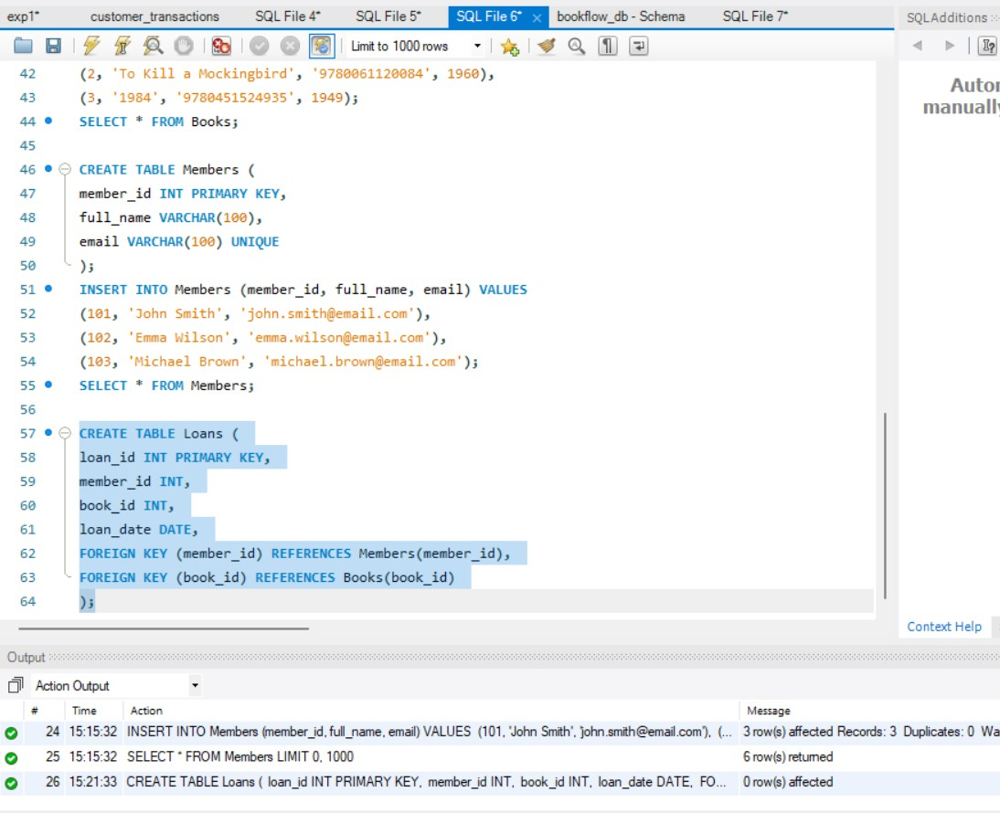 exp1*
customer_transactions
SQL File 4*
SQL File 5*
SQL File 6*
bookflow_db - Schema
SQL File 7*
SQLAdditions
Limit to 1000 rows
42 (2, 'To Kill a Mockingbird', '9780061120084', 1960),
43 (3, '1984', '9780451524935', 1949);
44 SELECT * FROM Books;
45
46 CREATE TABLE Members (
47 member_id INT PRIMARY KEY,
48 full_name VARCHAR(100),
49 email VARCHAR(100) UNIQUE
50 );
51 INSERT INTO Members (member_id, full_name, email) VALUES
52 (101, 'John Smith', 'john.smith@email.com'),
53 (102, 'Emma Wilson', 'emma.wilson@email.com'),
54 (103, 'Michael Brown', 'michael.brown@email.com');
55 SELECT * FROM Members;
56
57 CREATE TABLE Loans (
58 loan_id INT PRIMARY KEY,
59 member_id INT,
60 book_id INT,
61 loan_date DATE,
62 FOREIGN KEY (member_id) REFERENCES Members(member_id),
63 FOREIGN KEY (book_id) REFERENCES Books(book_id)
64 );
manually
Context Help
Output
Action Output
# Time Action Message
24 15:15:32 INSERT INTO Members (member_id, full_name, email) VALUES (101, 'John Smith', 'john.smith@email.com'), (... 3 row(s) affected Records: 3 Duplicates: 0
25 15:15:32 SELECT * FROM Members LIMIT 0, 1000 6 row(s) returned
26 15:21:33 CREATE TABLE Loans ( loan_id INT PRIMARY KEY, member_id INT, book_id INT, loan_date DATE, FO... 0 row(s) affected